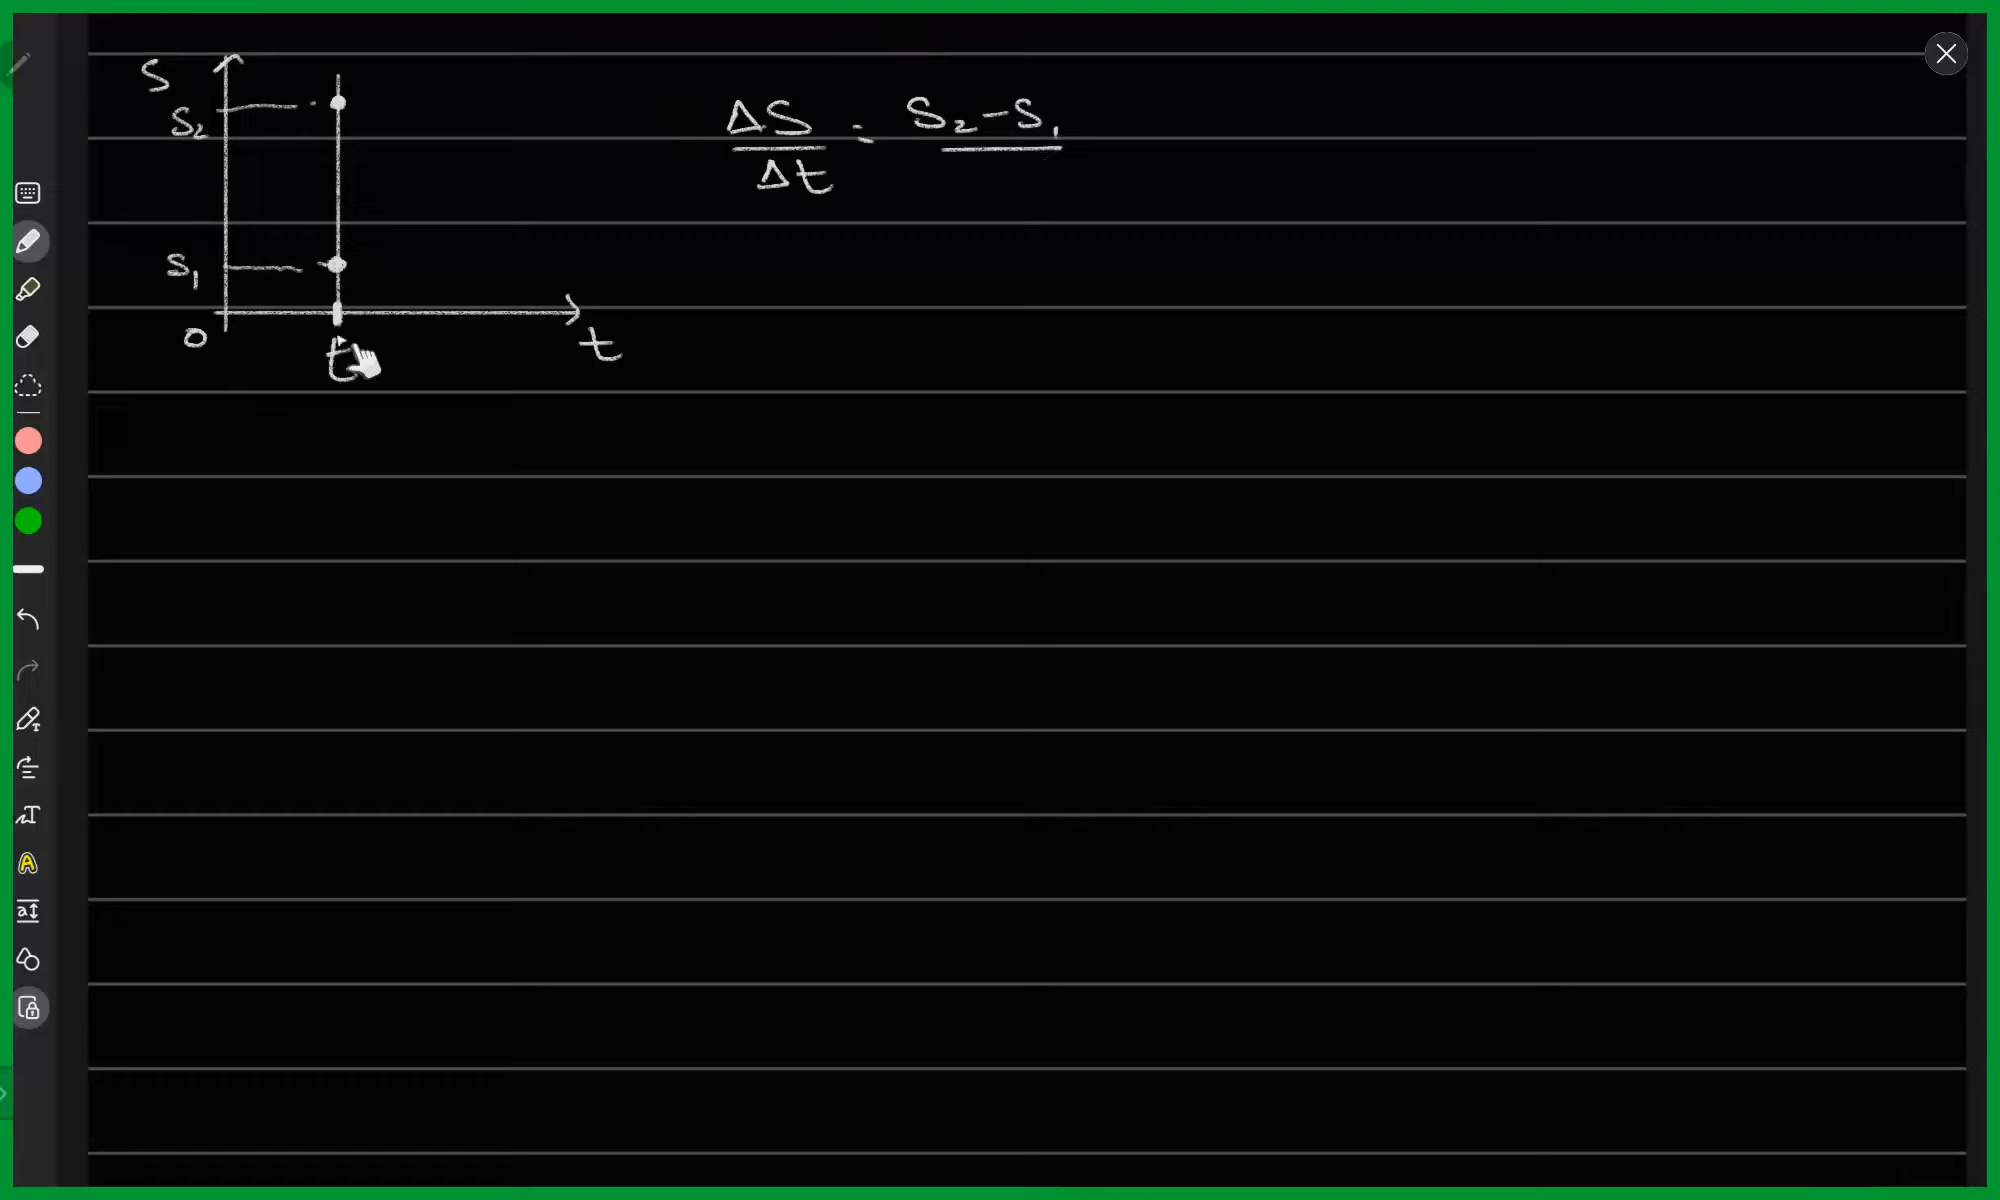 S
S₂
S₁
0
t
t
ΔS / Δt = S₂ - S₁